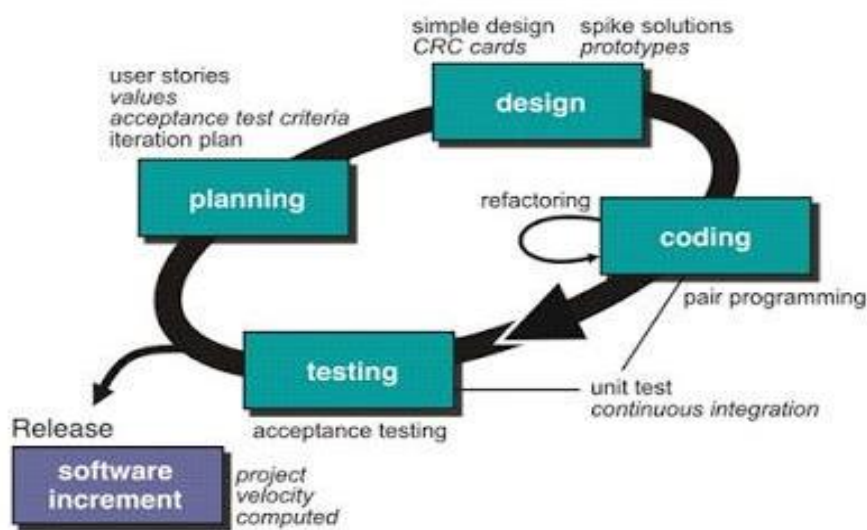 simple design
CRC cards
spike solutions
prototypes
user stories
values
acceptance test criteria
iteration plan
design
planning
refactoring
coding
pair programming
testing
unit test
continuous integration
acceptance testing
Release
software
increment
project
velocity
computed